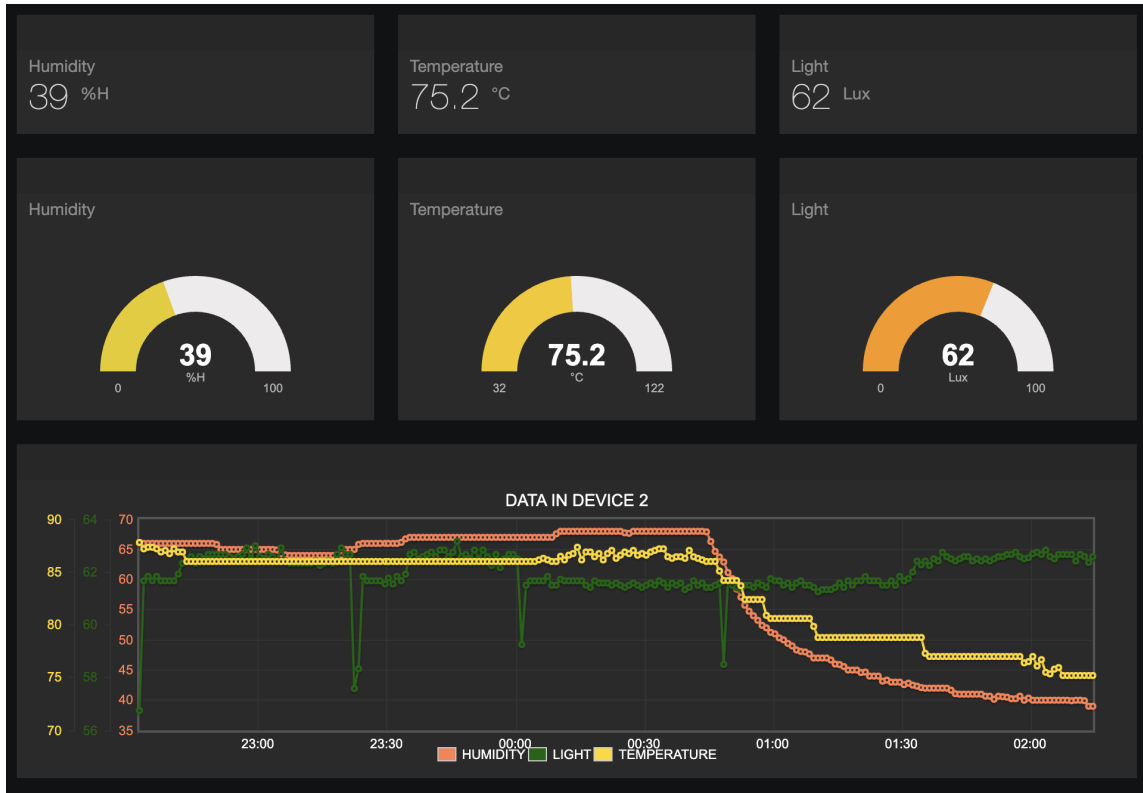 Humidity
39 %H
Temperature
75.2 °C
Light
62 Lux
Humidity
39
%H
0 100
Temperature
75.2
°C
32 122
Light
62
Lux
0 100
DATA IN DEVICE 2
90 64 70
65
85 62 60
55
80 60 50
75 58 45
40
70 56 35
23:00 23:30 00:00 00:30 01:00 01:30 02:00
HUMIDITY LIGHT TEMPERATURE